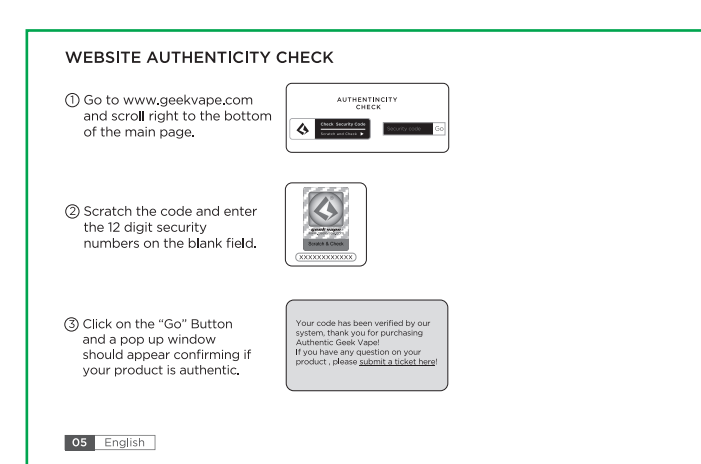 WEBSITE AUTHENTICITY CHECK
① Go to www.geekvape.com
and scroll right to the bottom
of the main page.
AUTHENTINCITY
CHECK
Check Security Code
Scratch and Check
Security code
Go
② Scratch the code and enter
the 12 digit security
numbers on the blank field.
geek vape
Scratch & Check
XXXXXXXXXXXX
③ Click on the “Go” Button
and a pop up window
should appear confirming if
your product is authentic.
Your code has been verified by our
system, thank you for purchasing
Authentic Geek Vape!
If you have any question on your
product , please submit a ticket here!
05 English